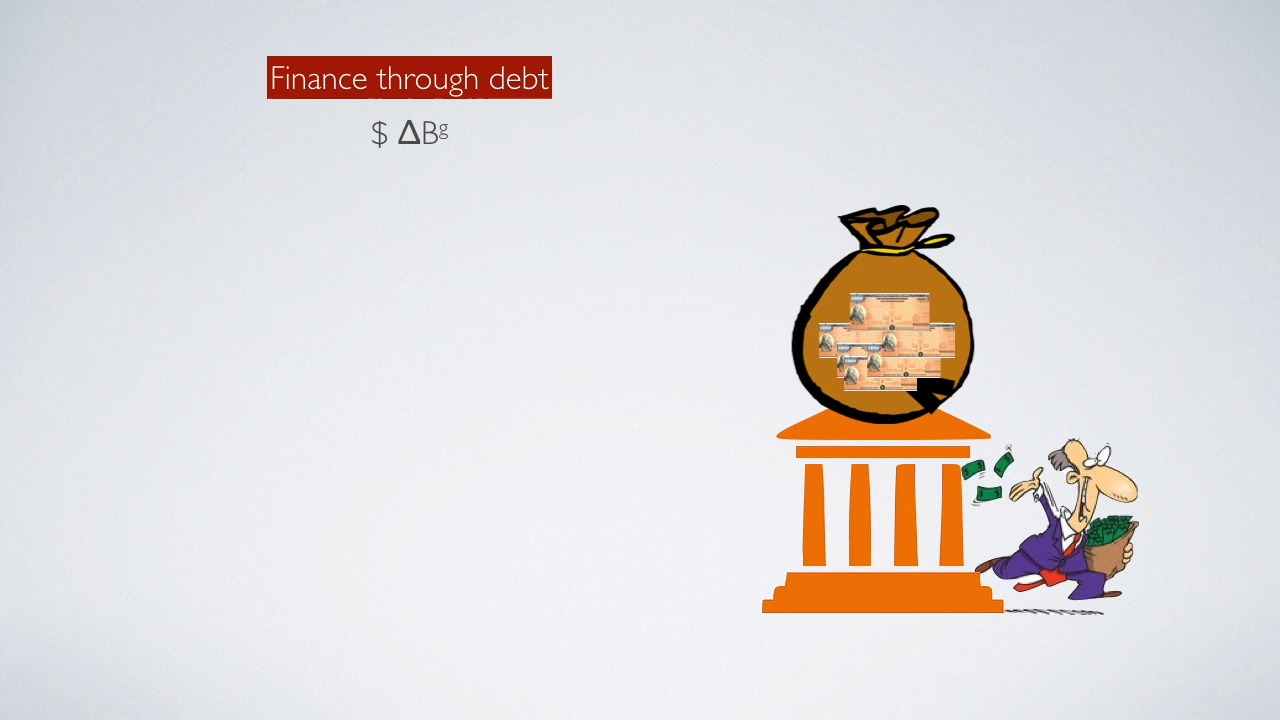 Finance through debt
$ ΔBᵍ